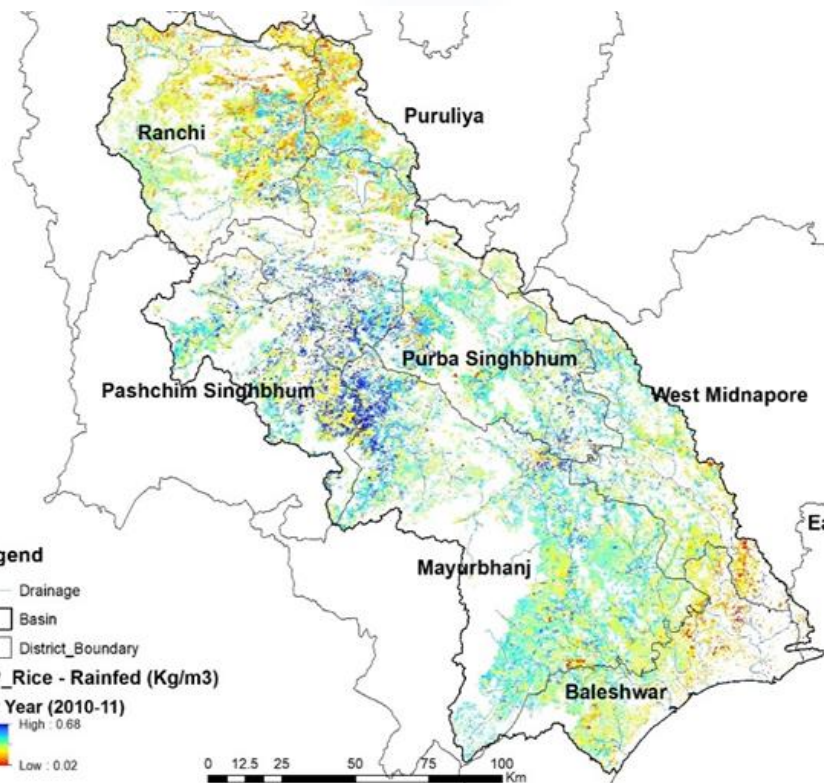 Puruliya
Ranchi
Purba Singhbhum
Pashchim Singhbhum
West Midnapore
Ea
Mayurbhanj
Baleshwar
gend
Drainage
Basin
District_Boundary
_Rice - Rainfed (Kg/m3)
Year (2010-11)
High : 0.68
Low : 0.02
0 12.5 25 50 75 100
Km